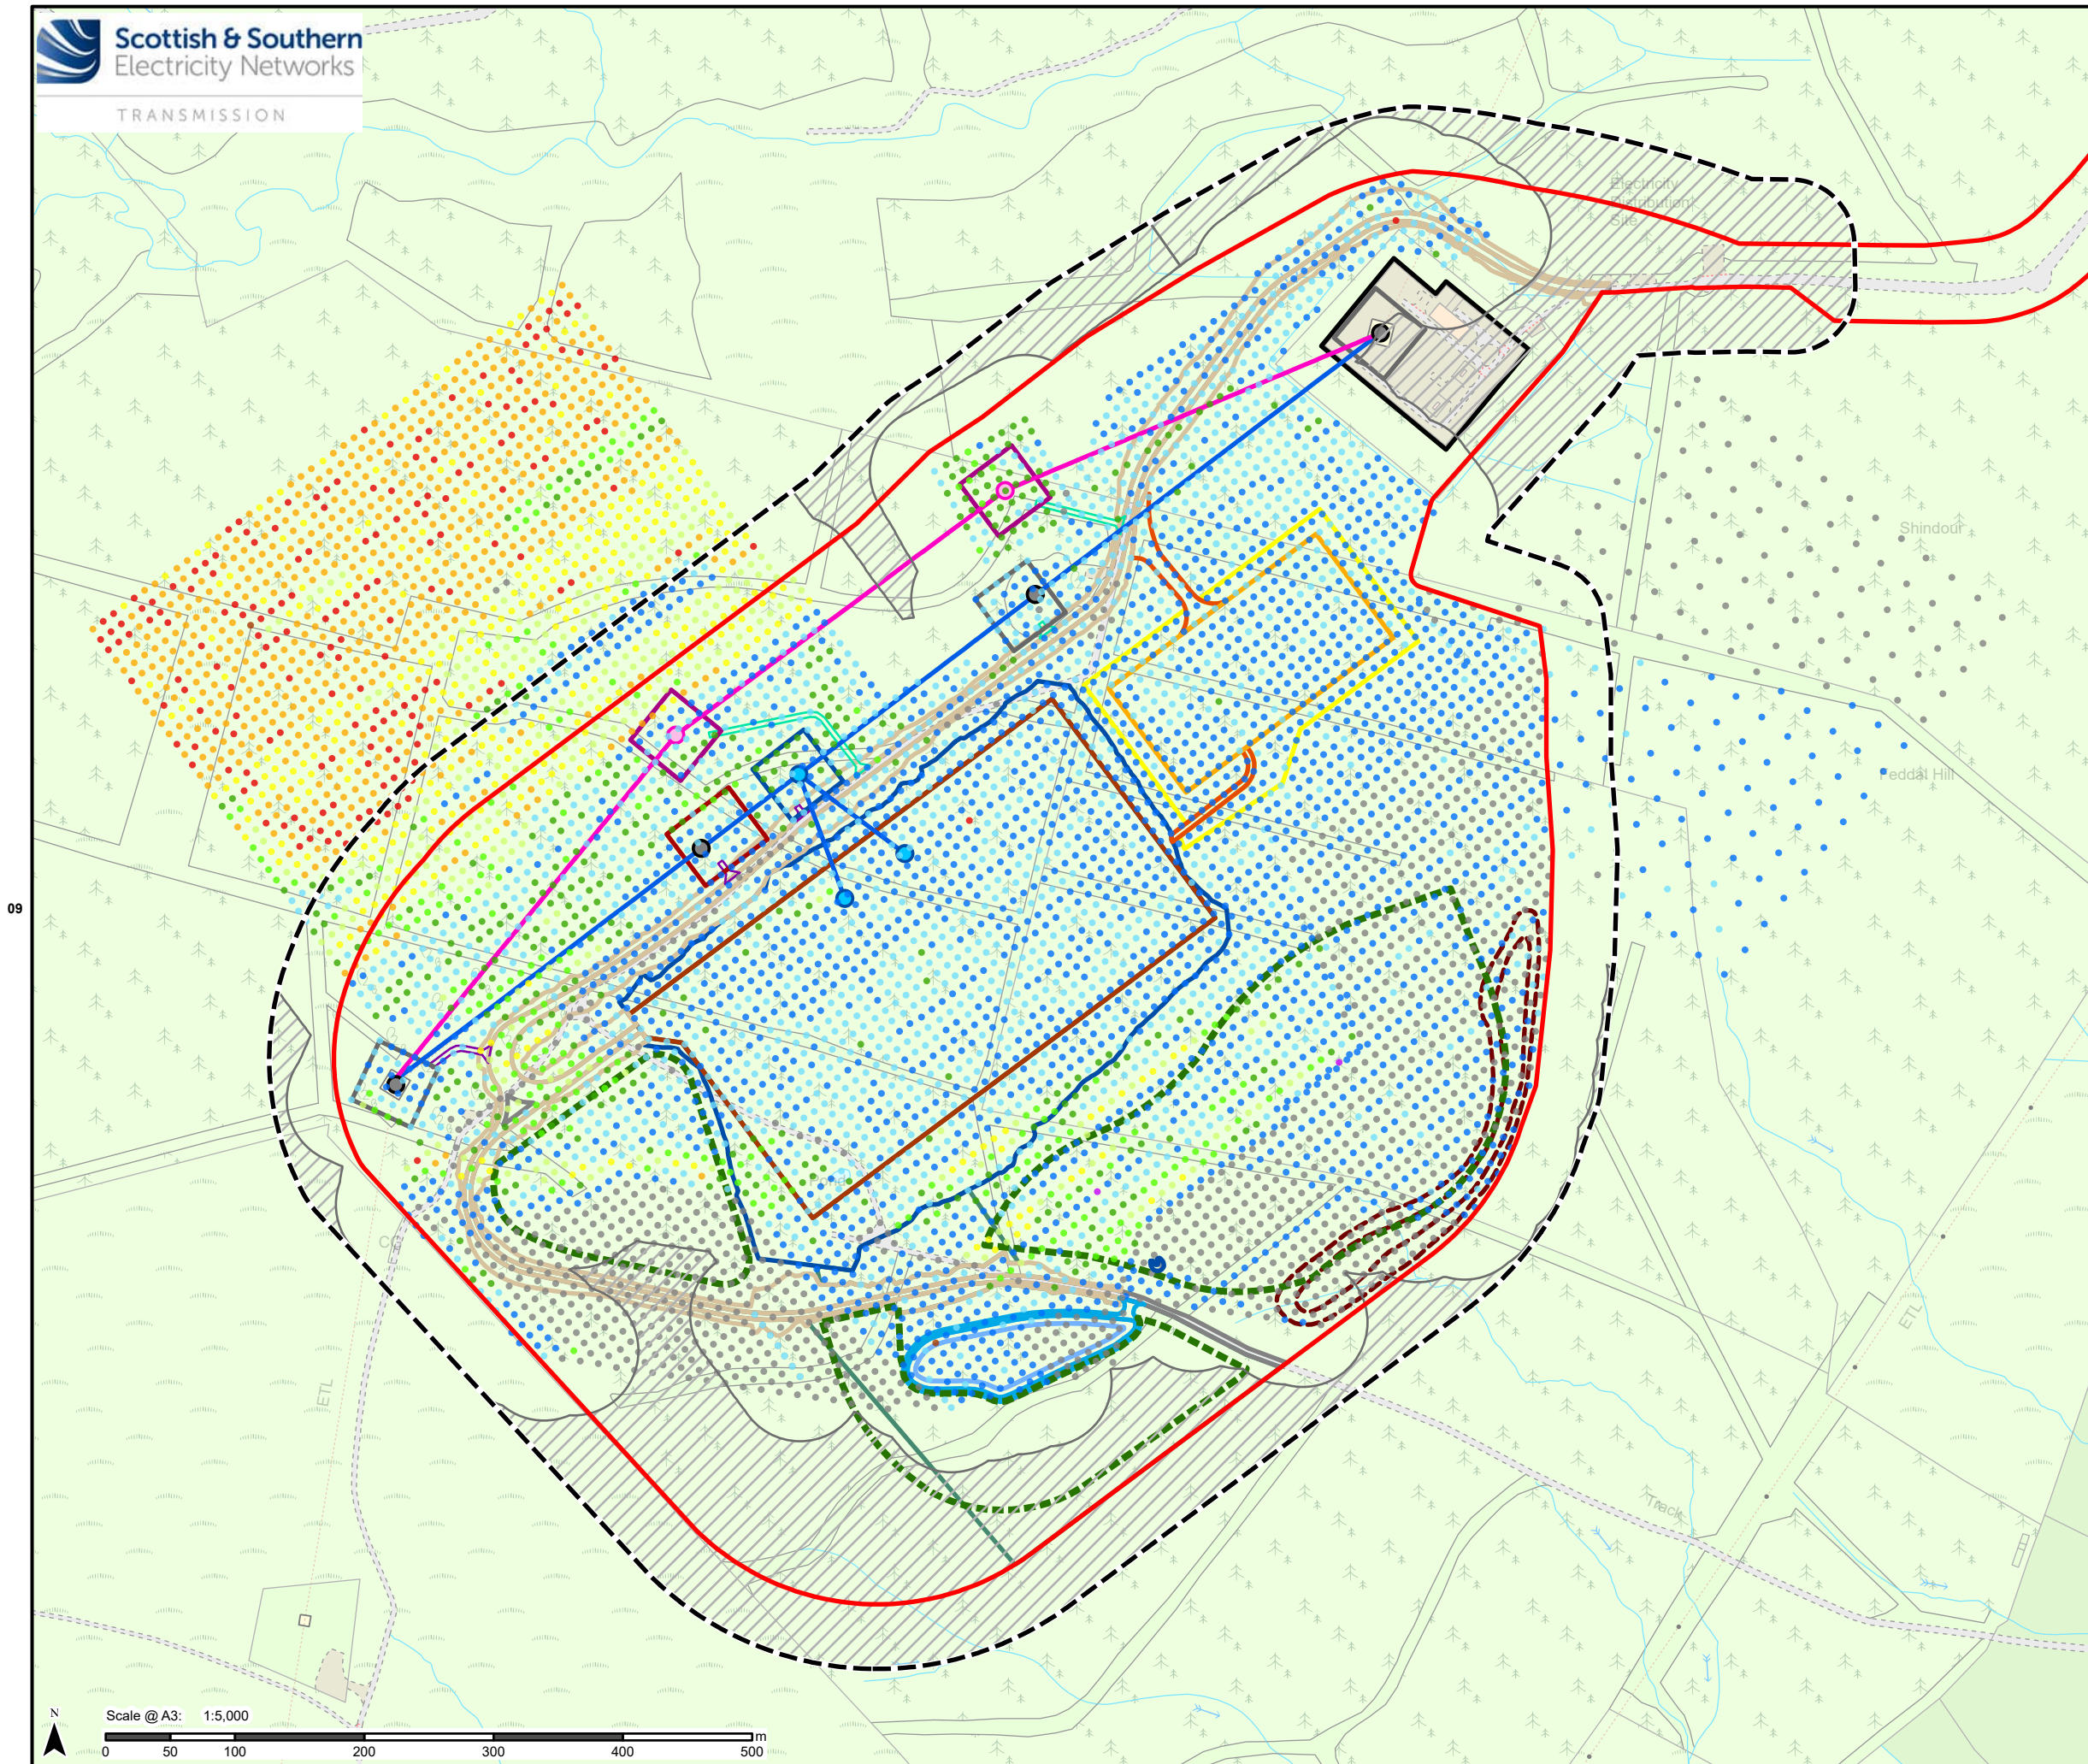 Scottish & Southern
Electricity Networks
TRANSMISSION
Electricity
Distribution
Site
Shindour
Feddal Hill
09
Pond
ETL
ETL
Track
N
Scale @ A3: 1:5,000
0 50 100 200 300 400 500 m